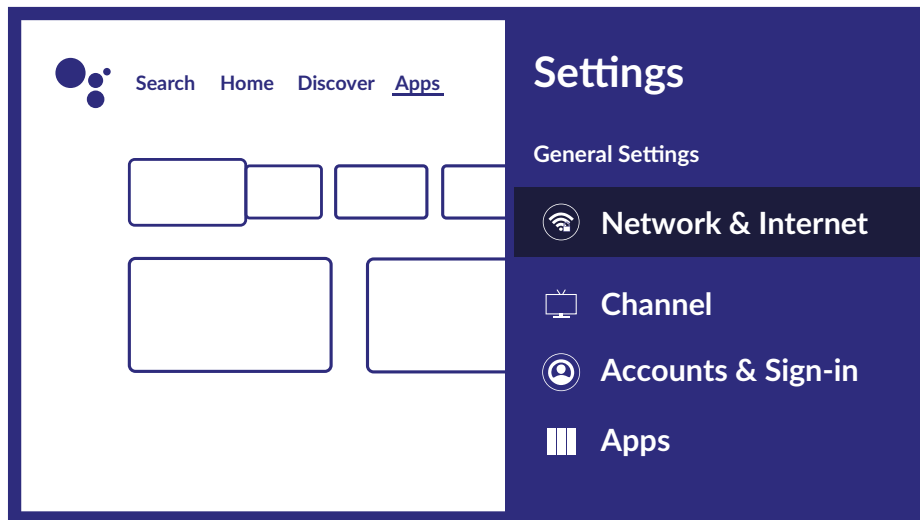 Search Home Discover Apps
Settings
General Settings
Network & Internet
Channel
Accounts & Sign-in
Apps